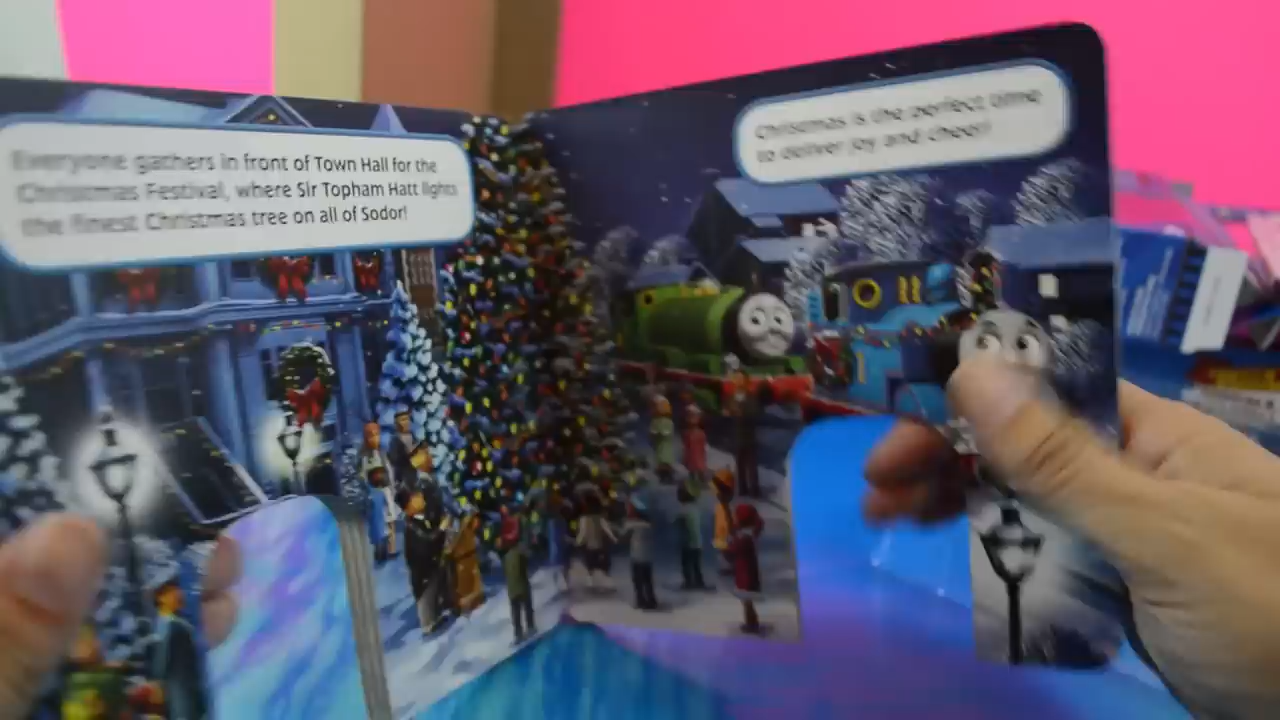 Everyone gathers in front of Town Hall for the
Christmas Festival, where Sir Topham Hatt lights
the finest Christmas tree on all of Sodor!
Christmas is the perfect time
to deliver joy and cheer!
1